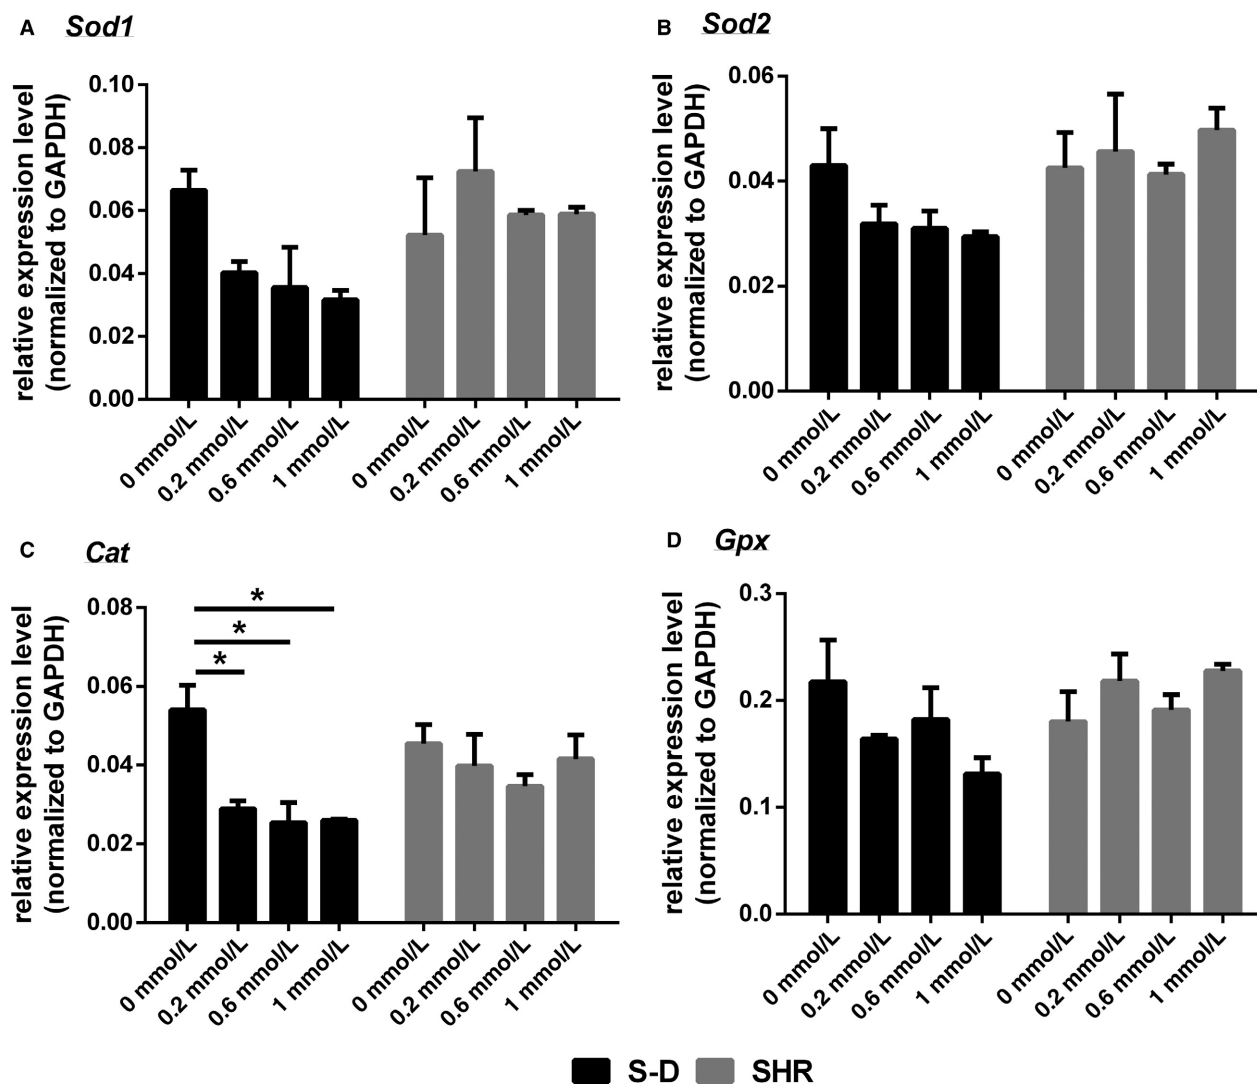 A Sod1
relative expression level
(normalized to GAPDH)
0.10
0.08
0.06
0.04
0.02
0.00
0 mmol/L
0.2 mmol/L
0.6 mmol/L
1 mmol/L
0 mmol/L
0.2 mmol/L
0.6 mmol/L
1 mmol/L
B Sod2
relative expression level
(normalized to GAPDH)
0.06
0.04
0.02
0.00
0 mmol/L
0.2 mmol/L
0.6 mmol/L
1 mmol/L
0 mmol/L
0.2 mmol/L
0.6 mmol/L
1 mmol/L
C Cat
relative expression level
(normalized to GAPDH)
0.08
0.06
0.04
0.02
0.00
*
*
*
0 mmol/L
0.2 mmol/L
0.6 mmol/L
1 mmol/L
0 mmol/L
0.2 mmol/L
0.6 mmol/L
1 mmol/L
D Gpx
relative expression level
(normalized to GAPDH)
0.3
0.2
0.1
0.0
0 mmol/L
0.2 mmol/L
0.6 mmol/L
1 mmol/L
0 mmol/L
0.2 mmol/L
0.6 mmol/L
1 mmol/L
S-D SHR